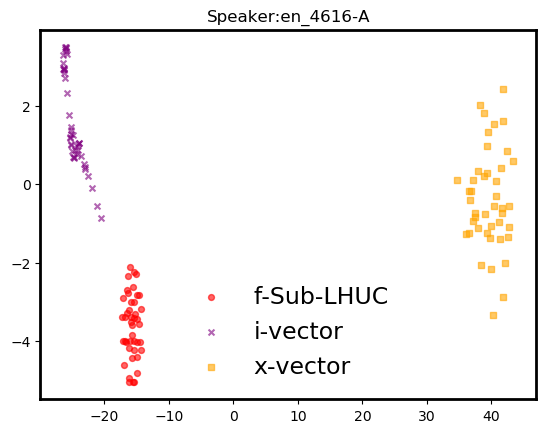 Speaker:en_4616-A
2
0
−2
−4
f-Sub-LHUC
i-vector
x-vector
−20 −10 0 10 20 30 40